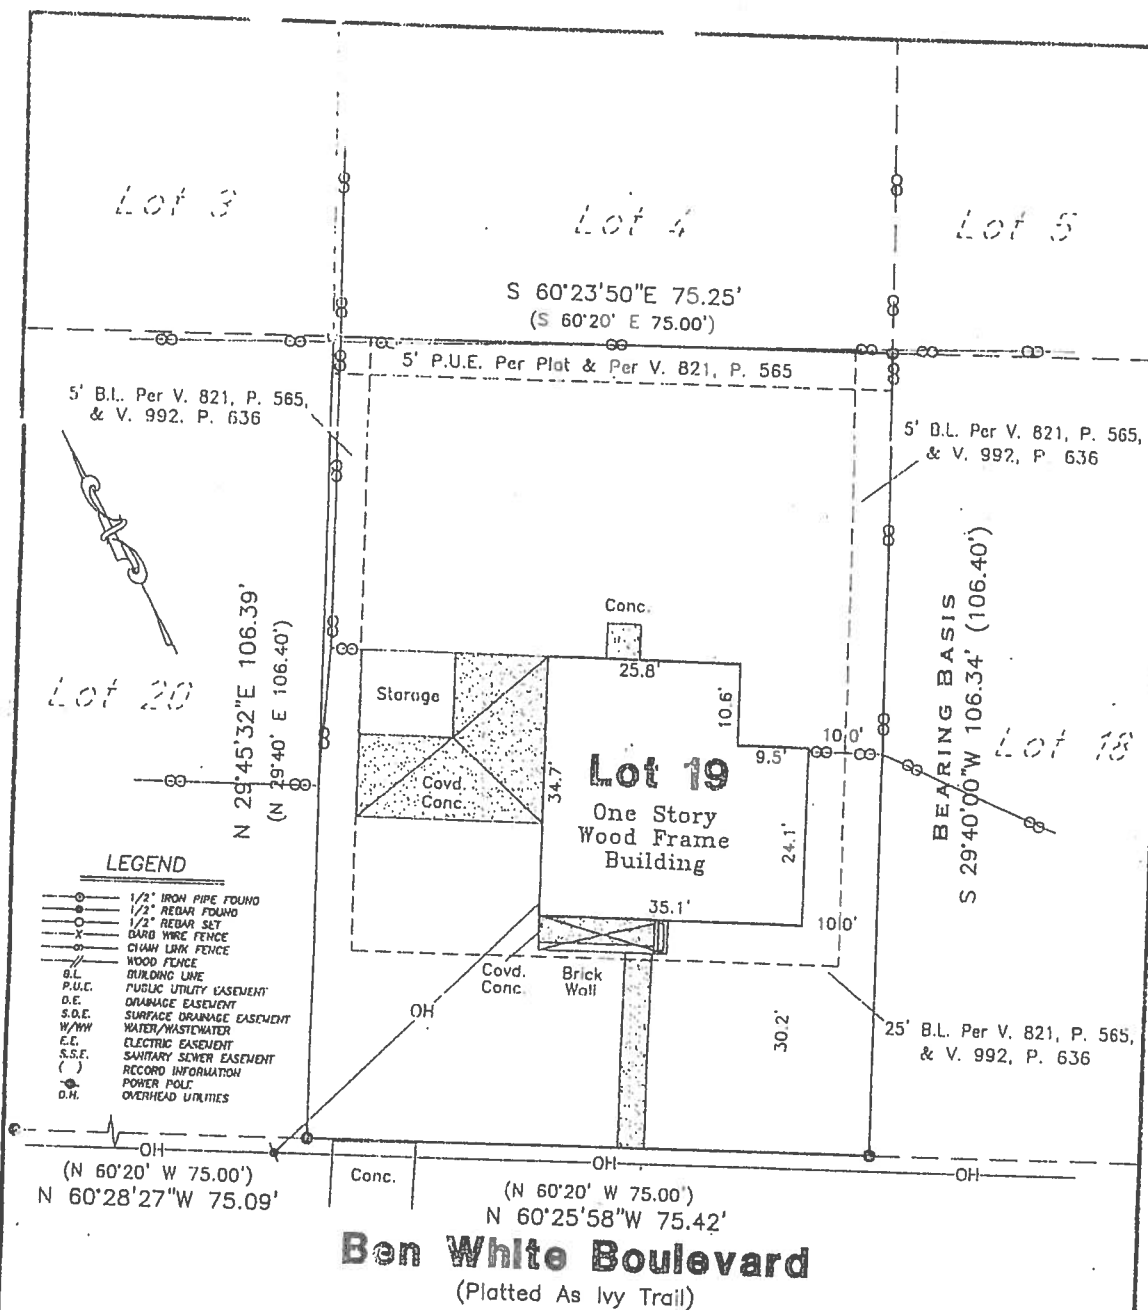 Lot 3
Lot 4
Lot 5
S 60°23'50"E 75.25'
(S 60°20' E 75.00')
5' P.U.E. Per Plat & Per V. 821, P. 565
5' B.L. Per V. 821, P. 565,
& V. 992, P. 636
5' B.L. Per V. 821, P. 565,
& V. 992, P. 636
N 29°45'32"E 106.39'
(N 29°40' E 106.40')
BEARING BASIS
S 29°40'00"W 106.34' (106.40')
Lot 20
Lot 18
Conc.
25.8'
Storage
10.6'
10.0'
9.5'
Covd.
Conc.
34.7'
Lot 19
One Story
Wood Frame
Building
24.1'
35.1'
10.0'
Covd.
Conc.
Brick
Wall
OH
30.2'
25' B.L. Per V. 821, P. 565,
& V. 992, P. 636
LEGEND
1/2" IRON PIPE FOUND
1/2" REBAR FOUND
1/2" REBAR SET
X BARB WIRE FENCE
CHAIN LINK FENCE
// WOOD FENCE
B.L. BUILDING LINE
P.U.E. PUBLIC UTILITY EASEMENT
D.E. DRAINAGE EASEMENT
S.D.E. SURFACE DRAINAGE EASEMENT
W/WW WATER/WASTEWATER
E.E. ELECTRIC EASEMENT
S.S.E. SANITARY SEWER EASEMENT
( ) RECORD INFORMATION
POWER POLE
O.H. OVERHEAD UTILITIES
OH
OH
OH
(N 60°20' W 75.00')
N 60°28'27"W 75.09'
Conc.
(N 60°20' W 75.00')
N 60°25'58"W 75.42'
Ben White Boulevard
(Platted As Ivy Trail)